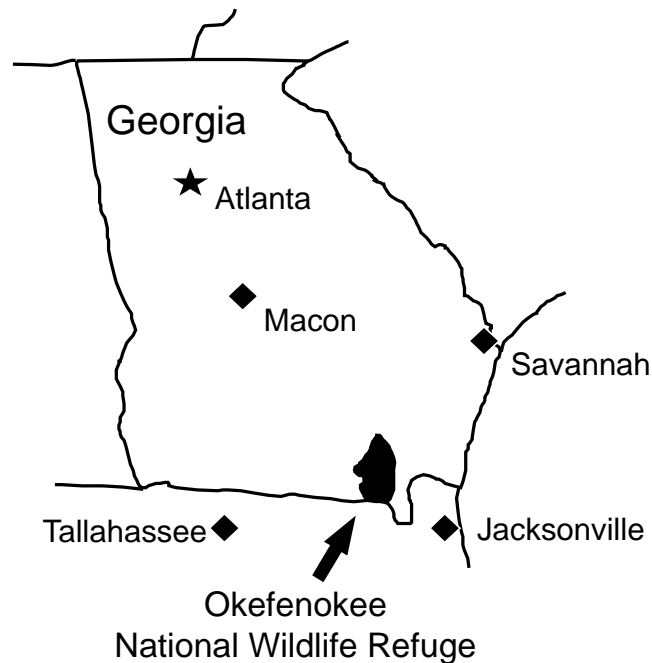 Georgia
Atlanta
Macon
Savannah
Tallahassee
Jacksonville
Okefenokee
National Wildlife Refuge